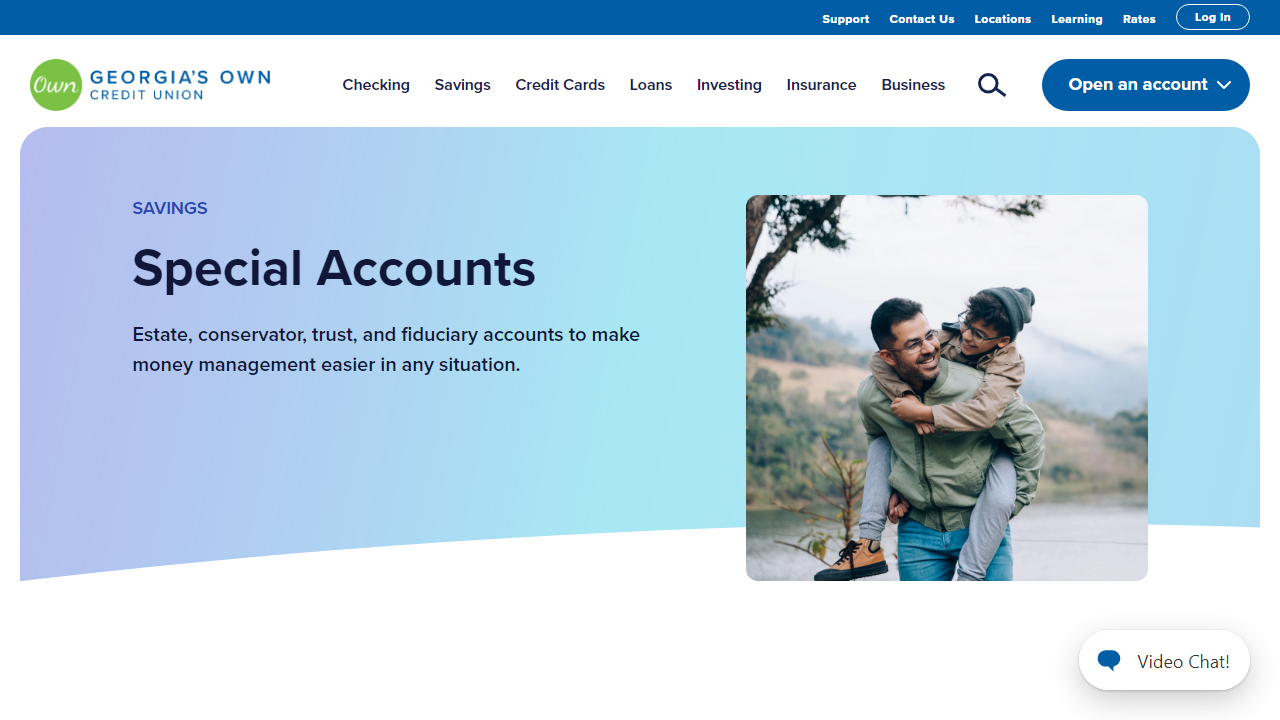 Support Contact Us Locations Learning Rates Log In
Own GEORGIA'S OWN
CREDIT UNION
Checking Savings Credit Cards Loans Investing Insurance Business Open an account
SAVINGS
Special Accounts
Estate, conservator, trust, and fiduciary accounts to make
money management easier in any situation.
Video Chat!